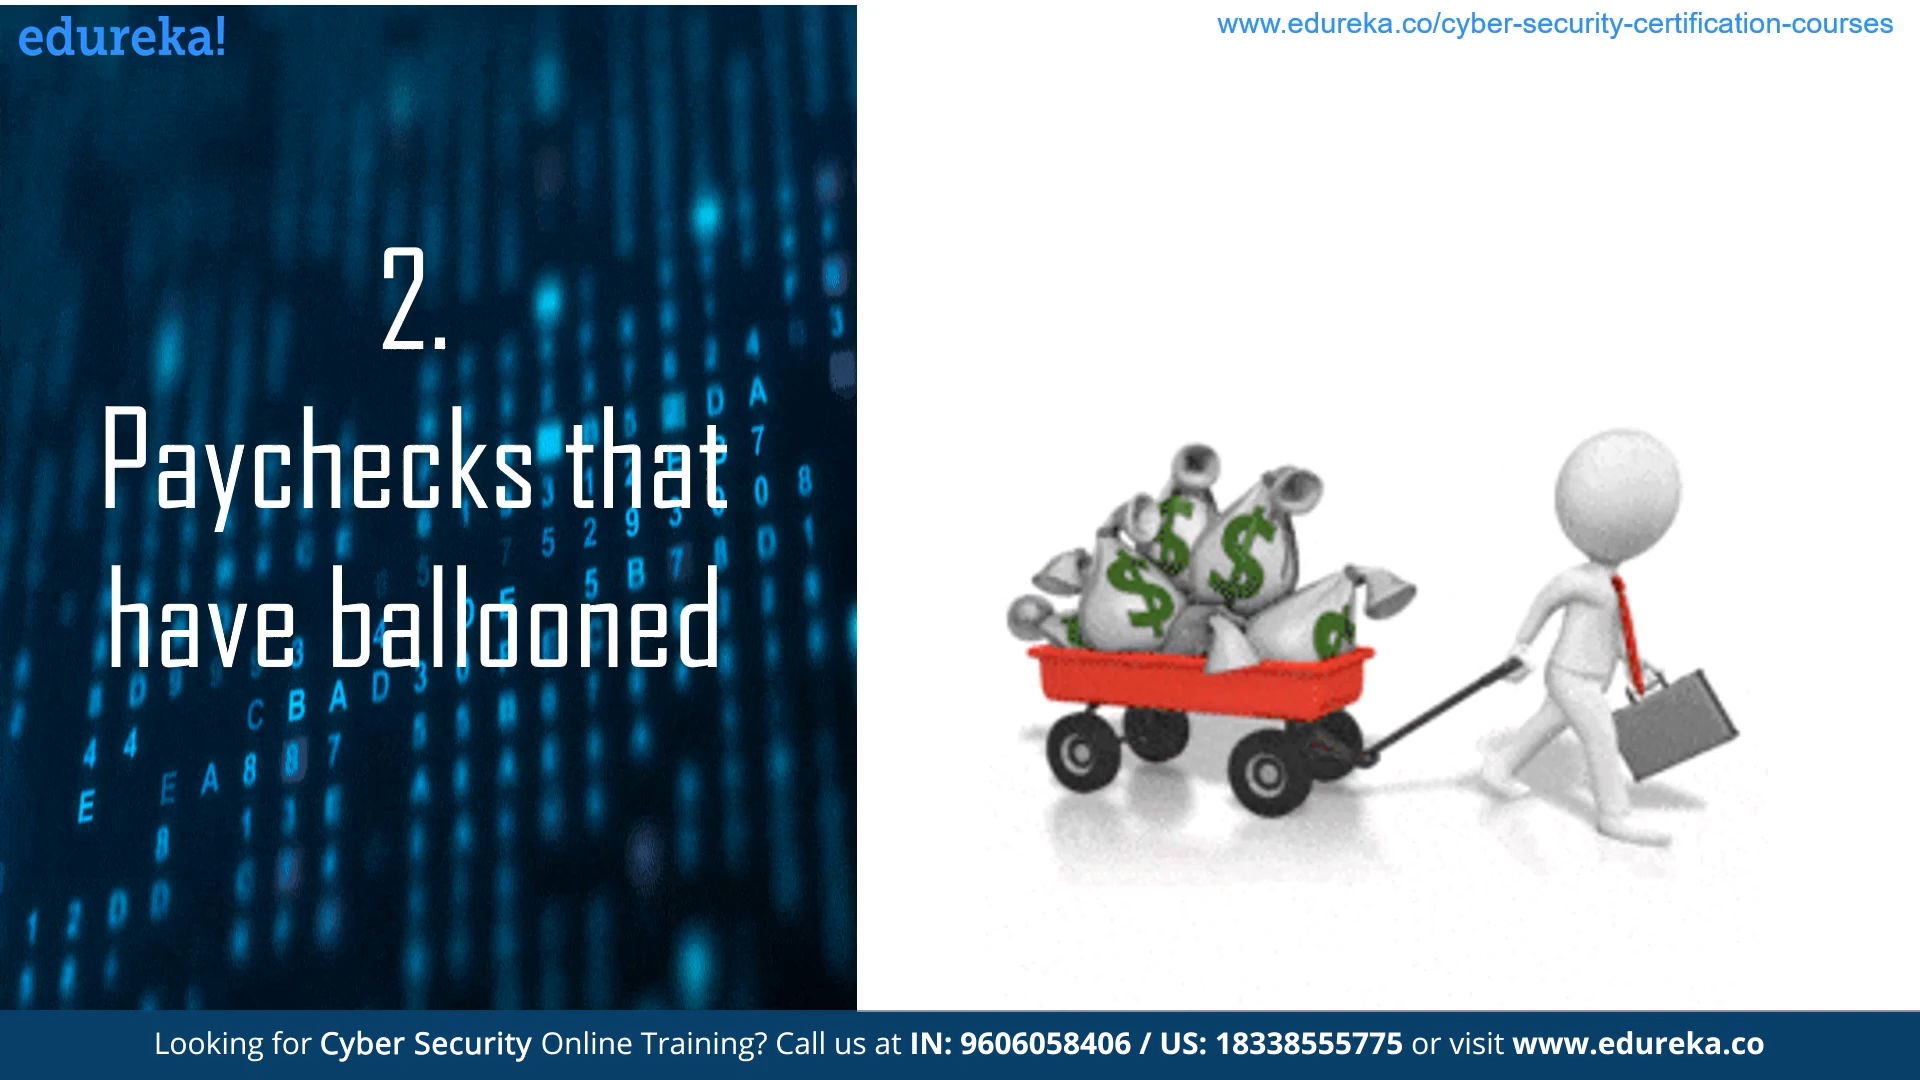 edureka!
www.edureka.co/cyber-security-certification-courses
2.
Paychecks that
have ballooned
$ $ $ $
Looking for Cyber Security Online Training? Call us at IN: 9606058406 / US: 18338555775 or visit www.edureka.co